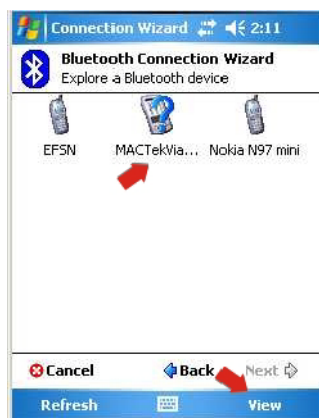 Connection Wizard 2:11
Bluetooth Connection Wizard
Explore a Bluetooth device
EFSN MACTekVia... Nokia N97 mini
Cancel Back Next
Refresh View